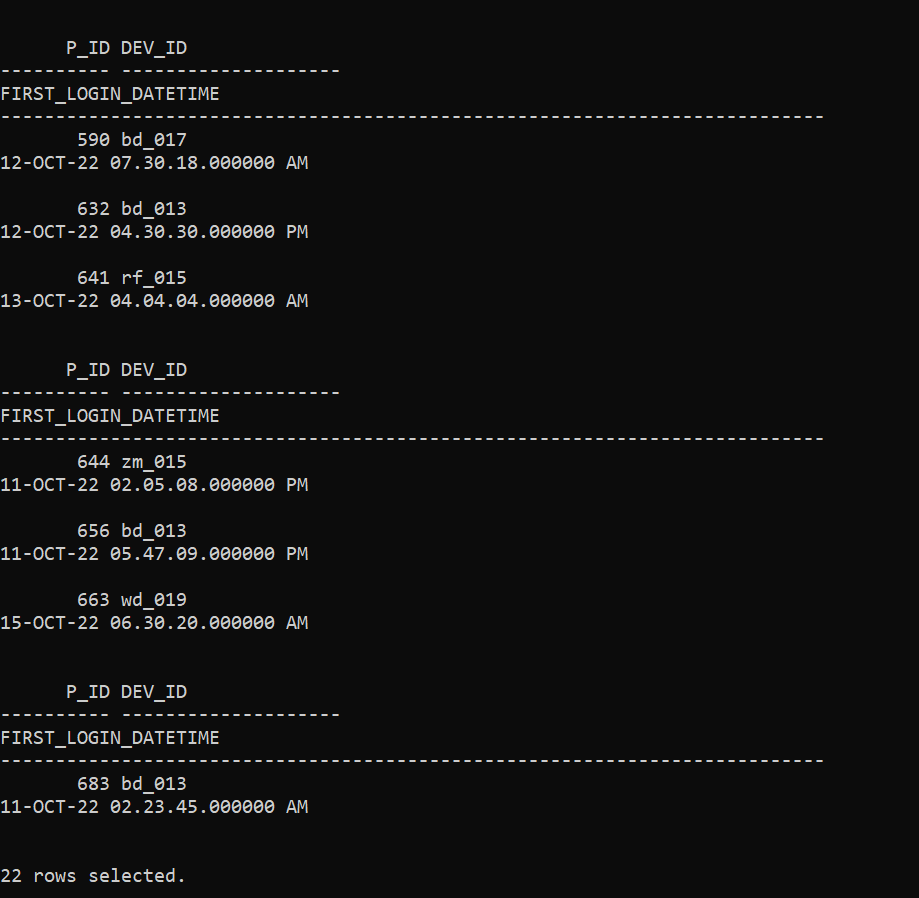 P_ID DEV_ID
---------- --------------------
FIRST_LOGIN_DATETIME
---------------------------------------------------------------------------
       590 bd_017
12-OCT-22 07.30.18.000000 AM

       632 bd_013
12-OCT-22 04.30.30.000000 PM

       641 rf_015
13-OCT-22 04.04.04.000000 AM


      P_ID DEV_ID
---------- --------------------
FIRST_LOGIN_DATETIME
---------------------------------------------------------------------------
       644 zm_015
11-OCT-22 02.05.08.000000 PM

       656 bd_013
11-OCT-22 05.47.09.000000 PM

       663 wd_019
15-OCT-22 06.30.20.000000 AM


      P_ID DEV_ID
---------- --------------------
FIRST_LOGIN_DATETIME
---------------------------------------------------------------------------
       683 bd_013
11-OCT-22 02.23.45.000000 AM


22 rows selected.